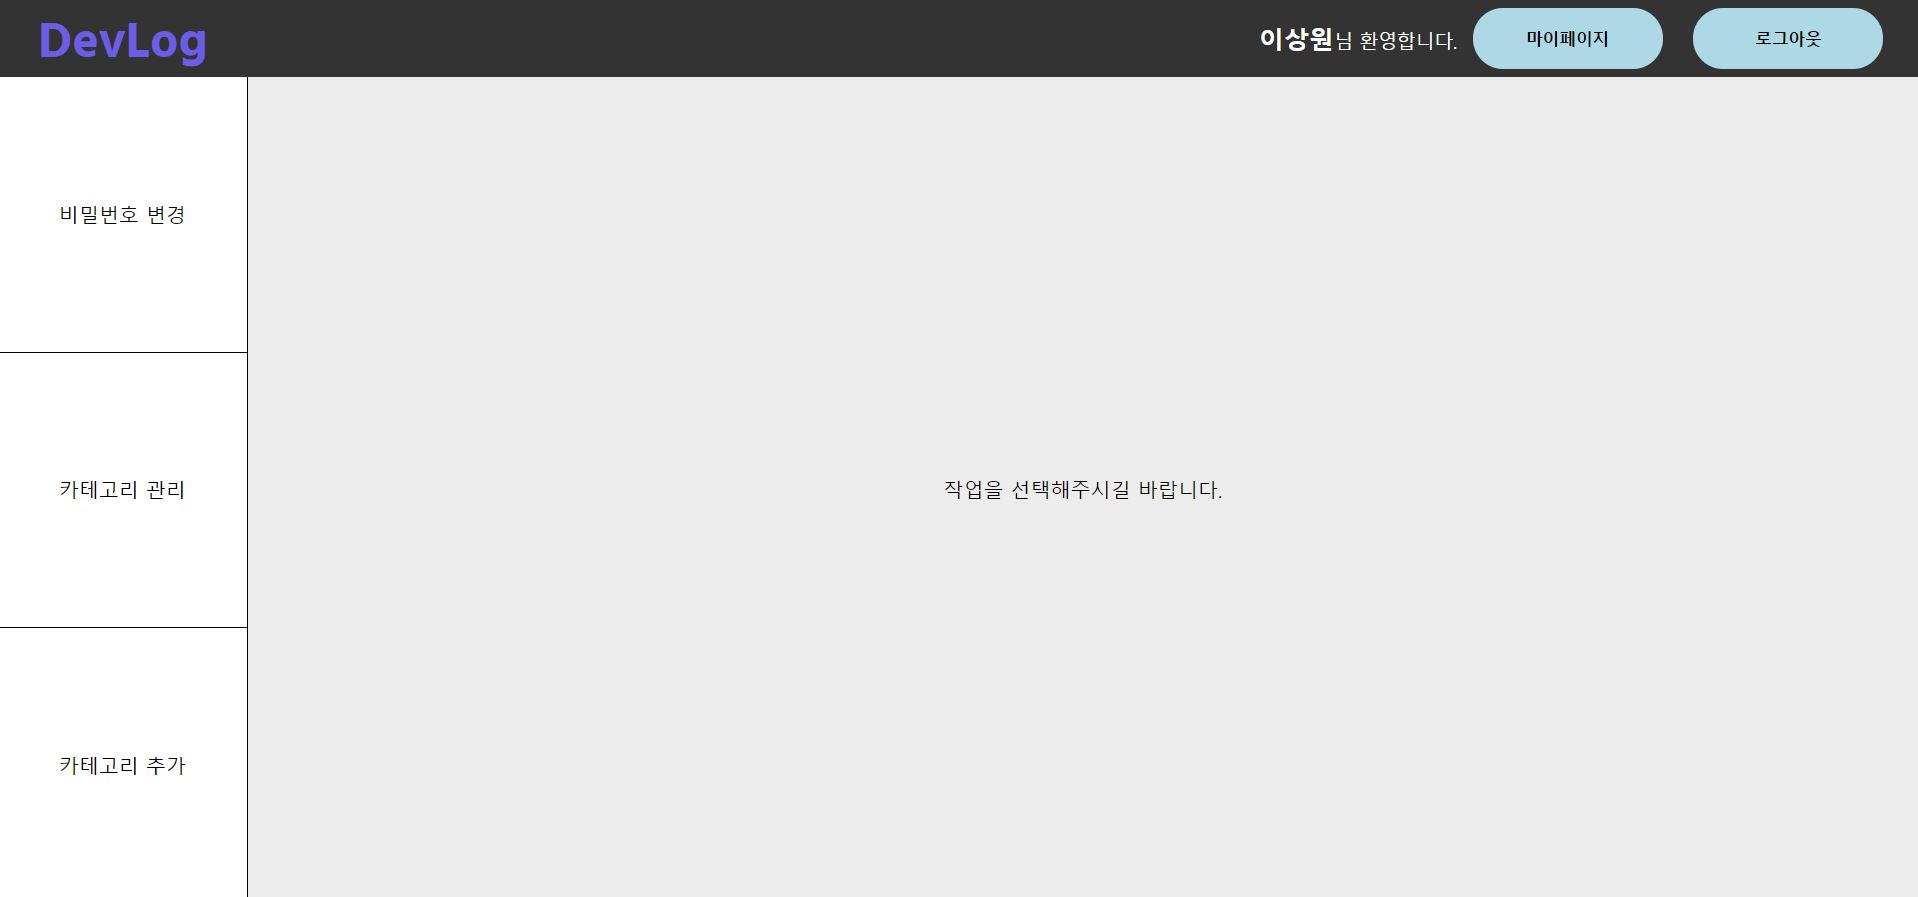 DevLog
이상원님 환영합니다.
마이페이지
로그아웃
비밀번호 변경
카테고리 관리
카테고리 추가
작업을 선택해주시길 바랍니다.